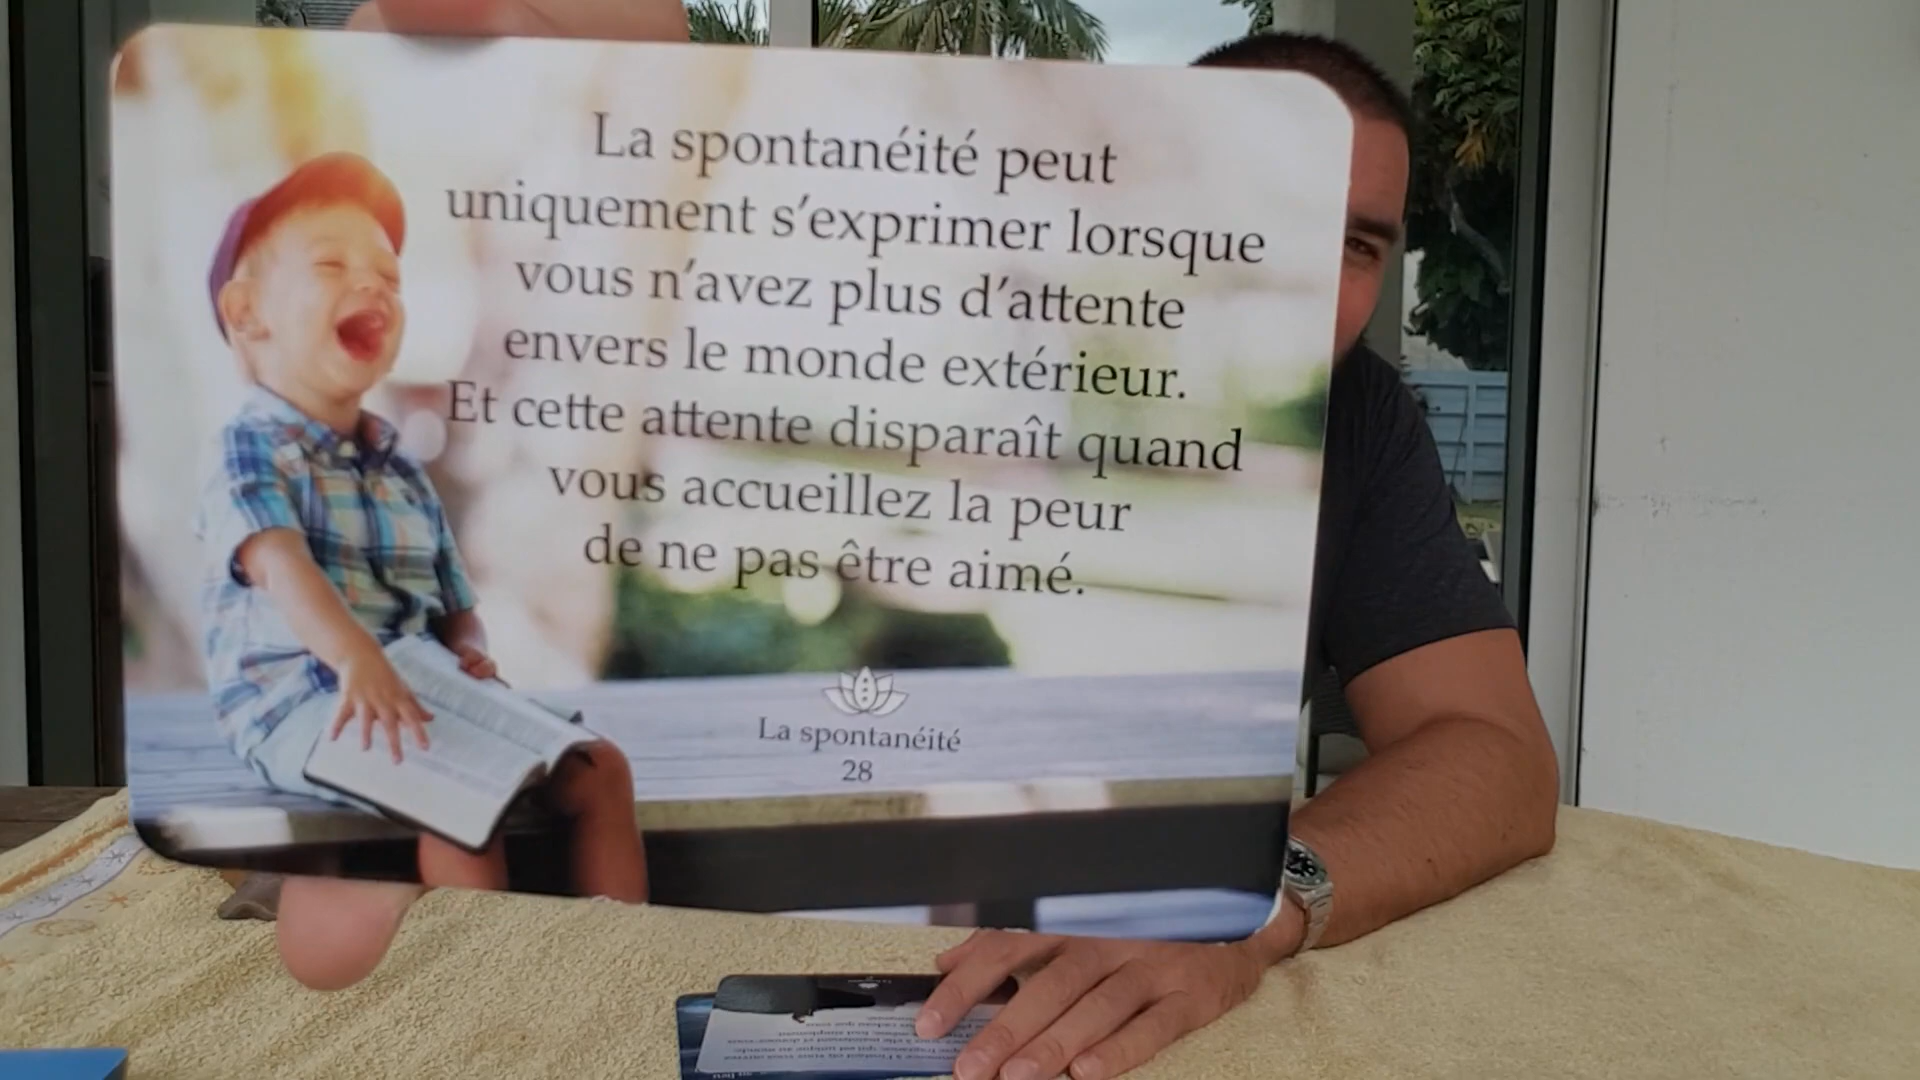 La spontanéité peut
uniquement s'exprimer lorsque
vous n'avez plus d'attente
envers le monde extérieur.
Et cette attente disparaît quand
vous accueillez la peur
de ne pas être aimé.
La spontanéité
28